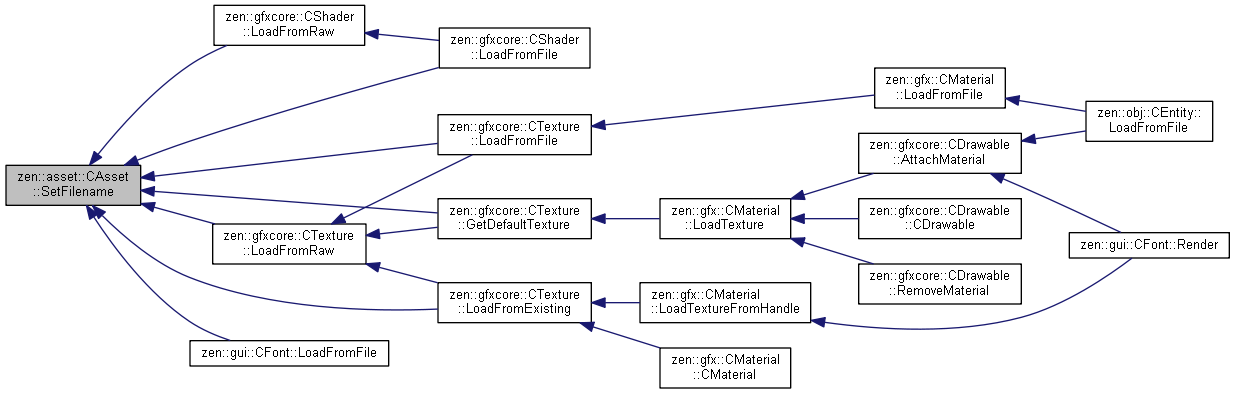 zen::asset::CAsset
::SetFilename
zen::gfxcore::CShader
::LoadFromRaw
zen::gfxcore::CShader
::LoadFromFile
zen::gfxcore::CTexture
::LoadFromFile
zen::gfxcore::CTexture
::GetDefaultTexture
zen::gfxcore::CTexture
::LoadFromRaw
zen::gfxcore::CTexture
::LoadFromExisting
zen::gui::CFont::LoadFromFile
zen::gfx::CMaterial
::LoadFromFile
zen::obj::CEntity::
LoadFromFile
zen::gfxcore::CDrawable
::AttachMaterial
zen::gfx::CMaterial
::LoadTexture
zen::gfxcore::CDrawable
::CDrawable
zen::gfxcore::CDrawable
::RemoveMaterial
zen::gui::CFont::Render
zen::gfx::CMaterial
::LoadTextureFromHandle
zen::gfx::CMaterial
::CMaterial